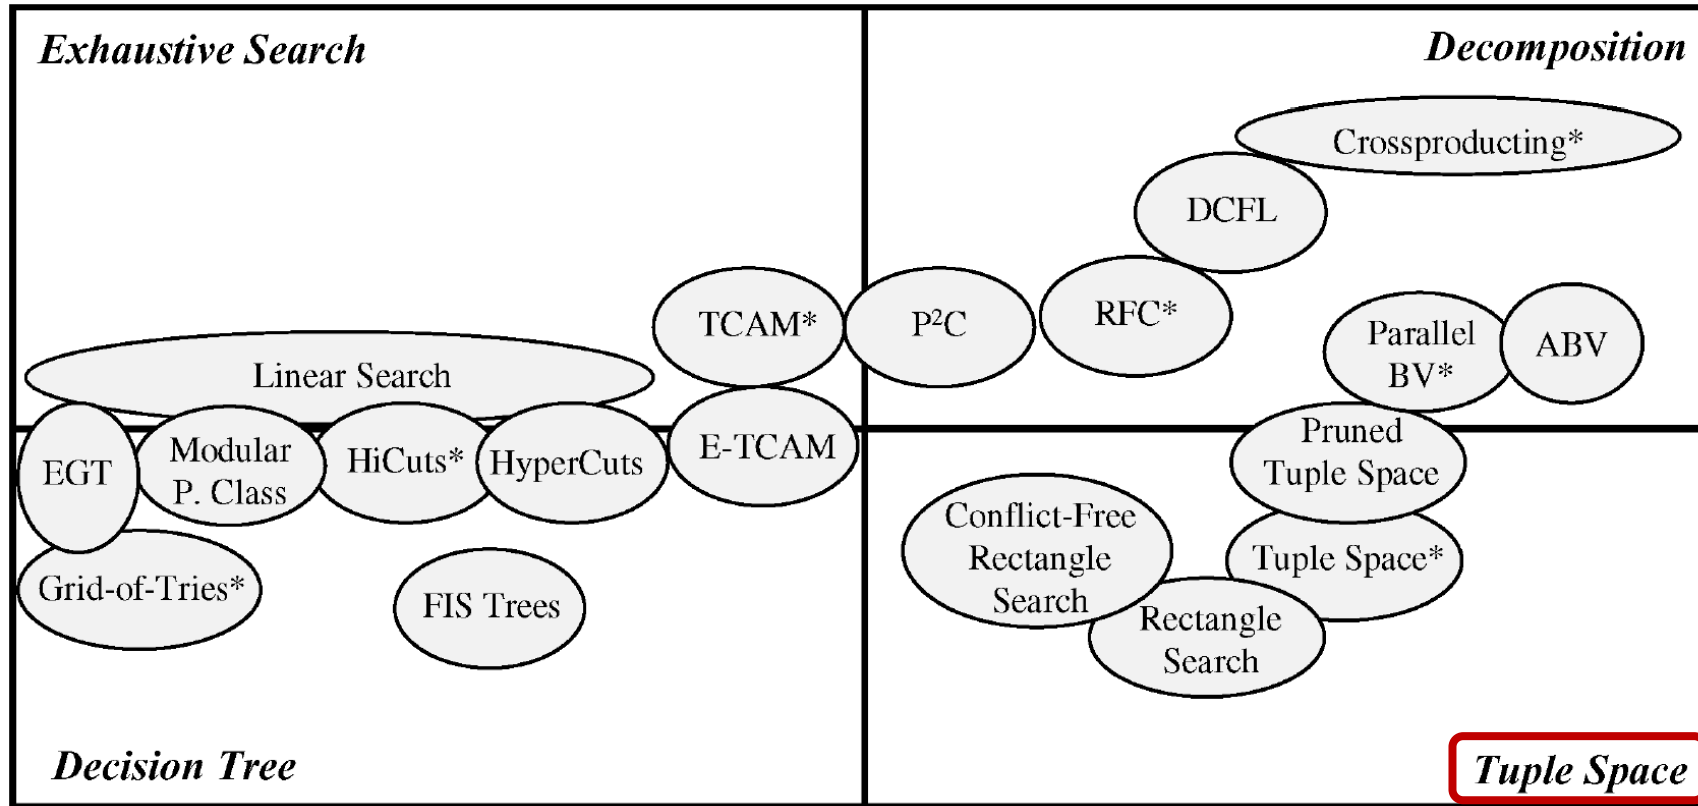 Exhaustive Search
Decomposition
Crossproducting*
DCFL
TCAM*
P²C
RFC*
Parallel
BV*
ABV
Linear Search
EGT
Modular
P. Class
HiCuts*
HyperCuts
E-TCAM
Pruned
Tuple Space
Conflict-Free
Rectangle
Search
Tuple Space*
Grid-of-Tries*
FIS Trees
Rectangle
Search
Decision Tree
Tuple Space